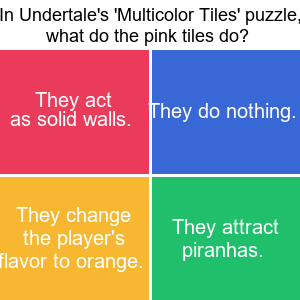 In Undertale's 'Multicolor Tiles' puzzle,
what do the pink tiles do?
They act
as solid walls.
They do nothing.
They change
the player's
flavor to orange.
They attract
piranhas.